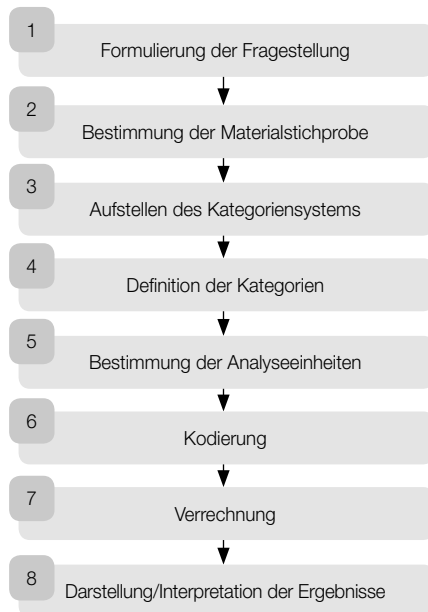 1
Formulierung der Fragestellung
2
Bestimmung der Materialstichprobe
3
Aufstellen des Kategoriensystems
4
Definition der Kategorien
5
Bestimmung der Analyseeinheiten
6
Kodierung
7
Verrechnung
8
Darstellung/Interpretation der Ergebnisse